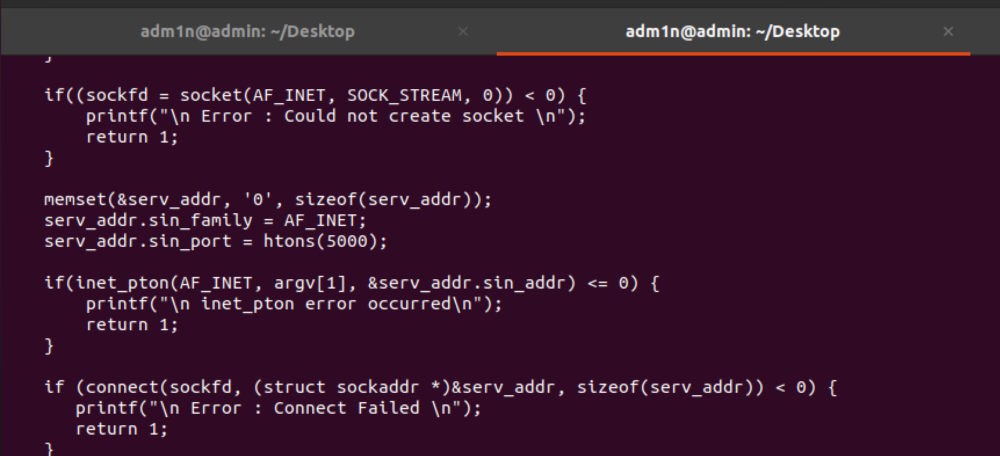 adm1n@admin: ~/Desktop × adm1n@admin: ~/Desktop ×
}
if((sockfd = socket(AF_INET, SOCK_STREAM, 0)) < 0) {
printf("\n Error : Could not create socket \n");
return 1;
}
memset(&serv_addr, '0', sizeof(serv_addr));
serv_addr.sin_family = AF_INET;
serv_addr.sin_port = htons(5000);
if(inet_pton(AF_INET, argv[1], &serv_addr.sin_addr) <= 0) {
printf("\n inet_pton error occurred\n");
return 1;
}
if (connect(sockfd, (struct sockaddr *)&serv_addr, sizeof(serv_addr)) < 0) {
printf("\n Error : Connect Failed \n");
return 1;
}